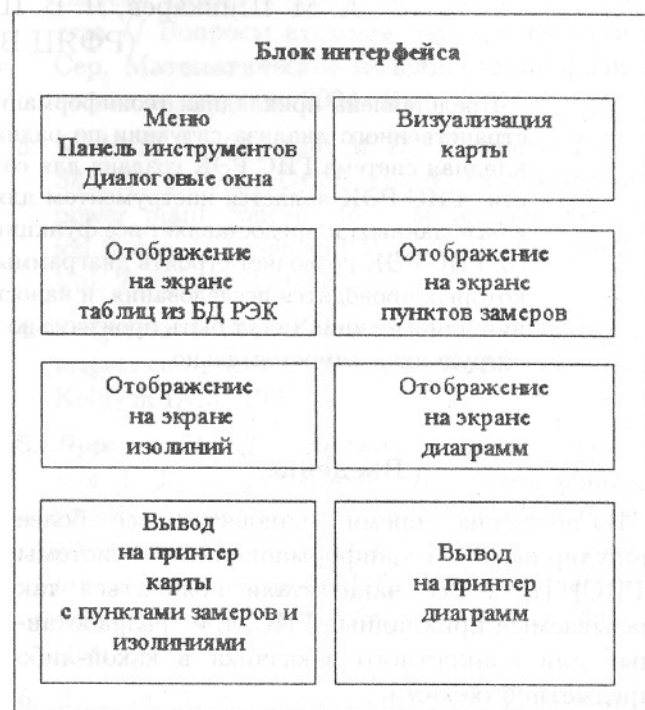 Блок интерфейса
Меню
Панель инструментов
Диалоговые окна
Визуализация
карты
Отображение
на экране
таблиц из БД РЭК
Отображение
на экране
пунктов замеров
Отображение
на экране
изолиний
Отображение
на экране
диаграмм
Вывод
на принтер
карты
с пунктами замеров и
изолиниями
Вывод
на принтер
диаграмм